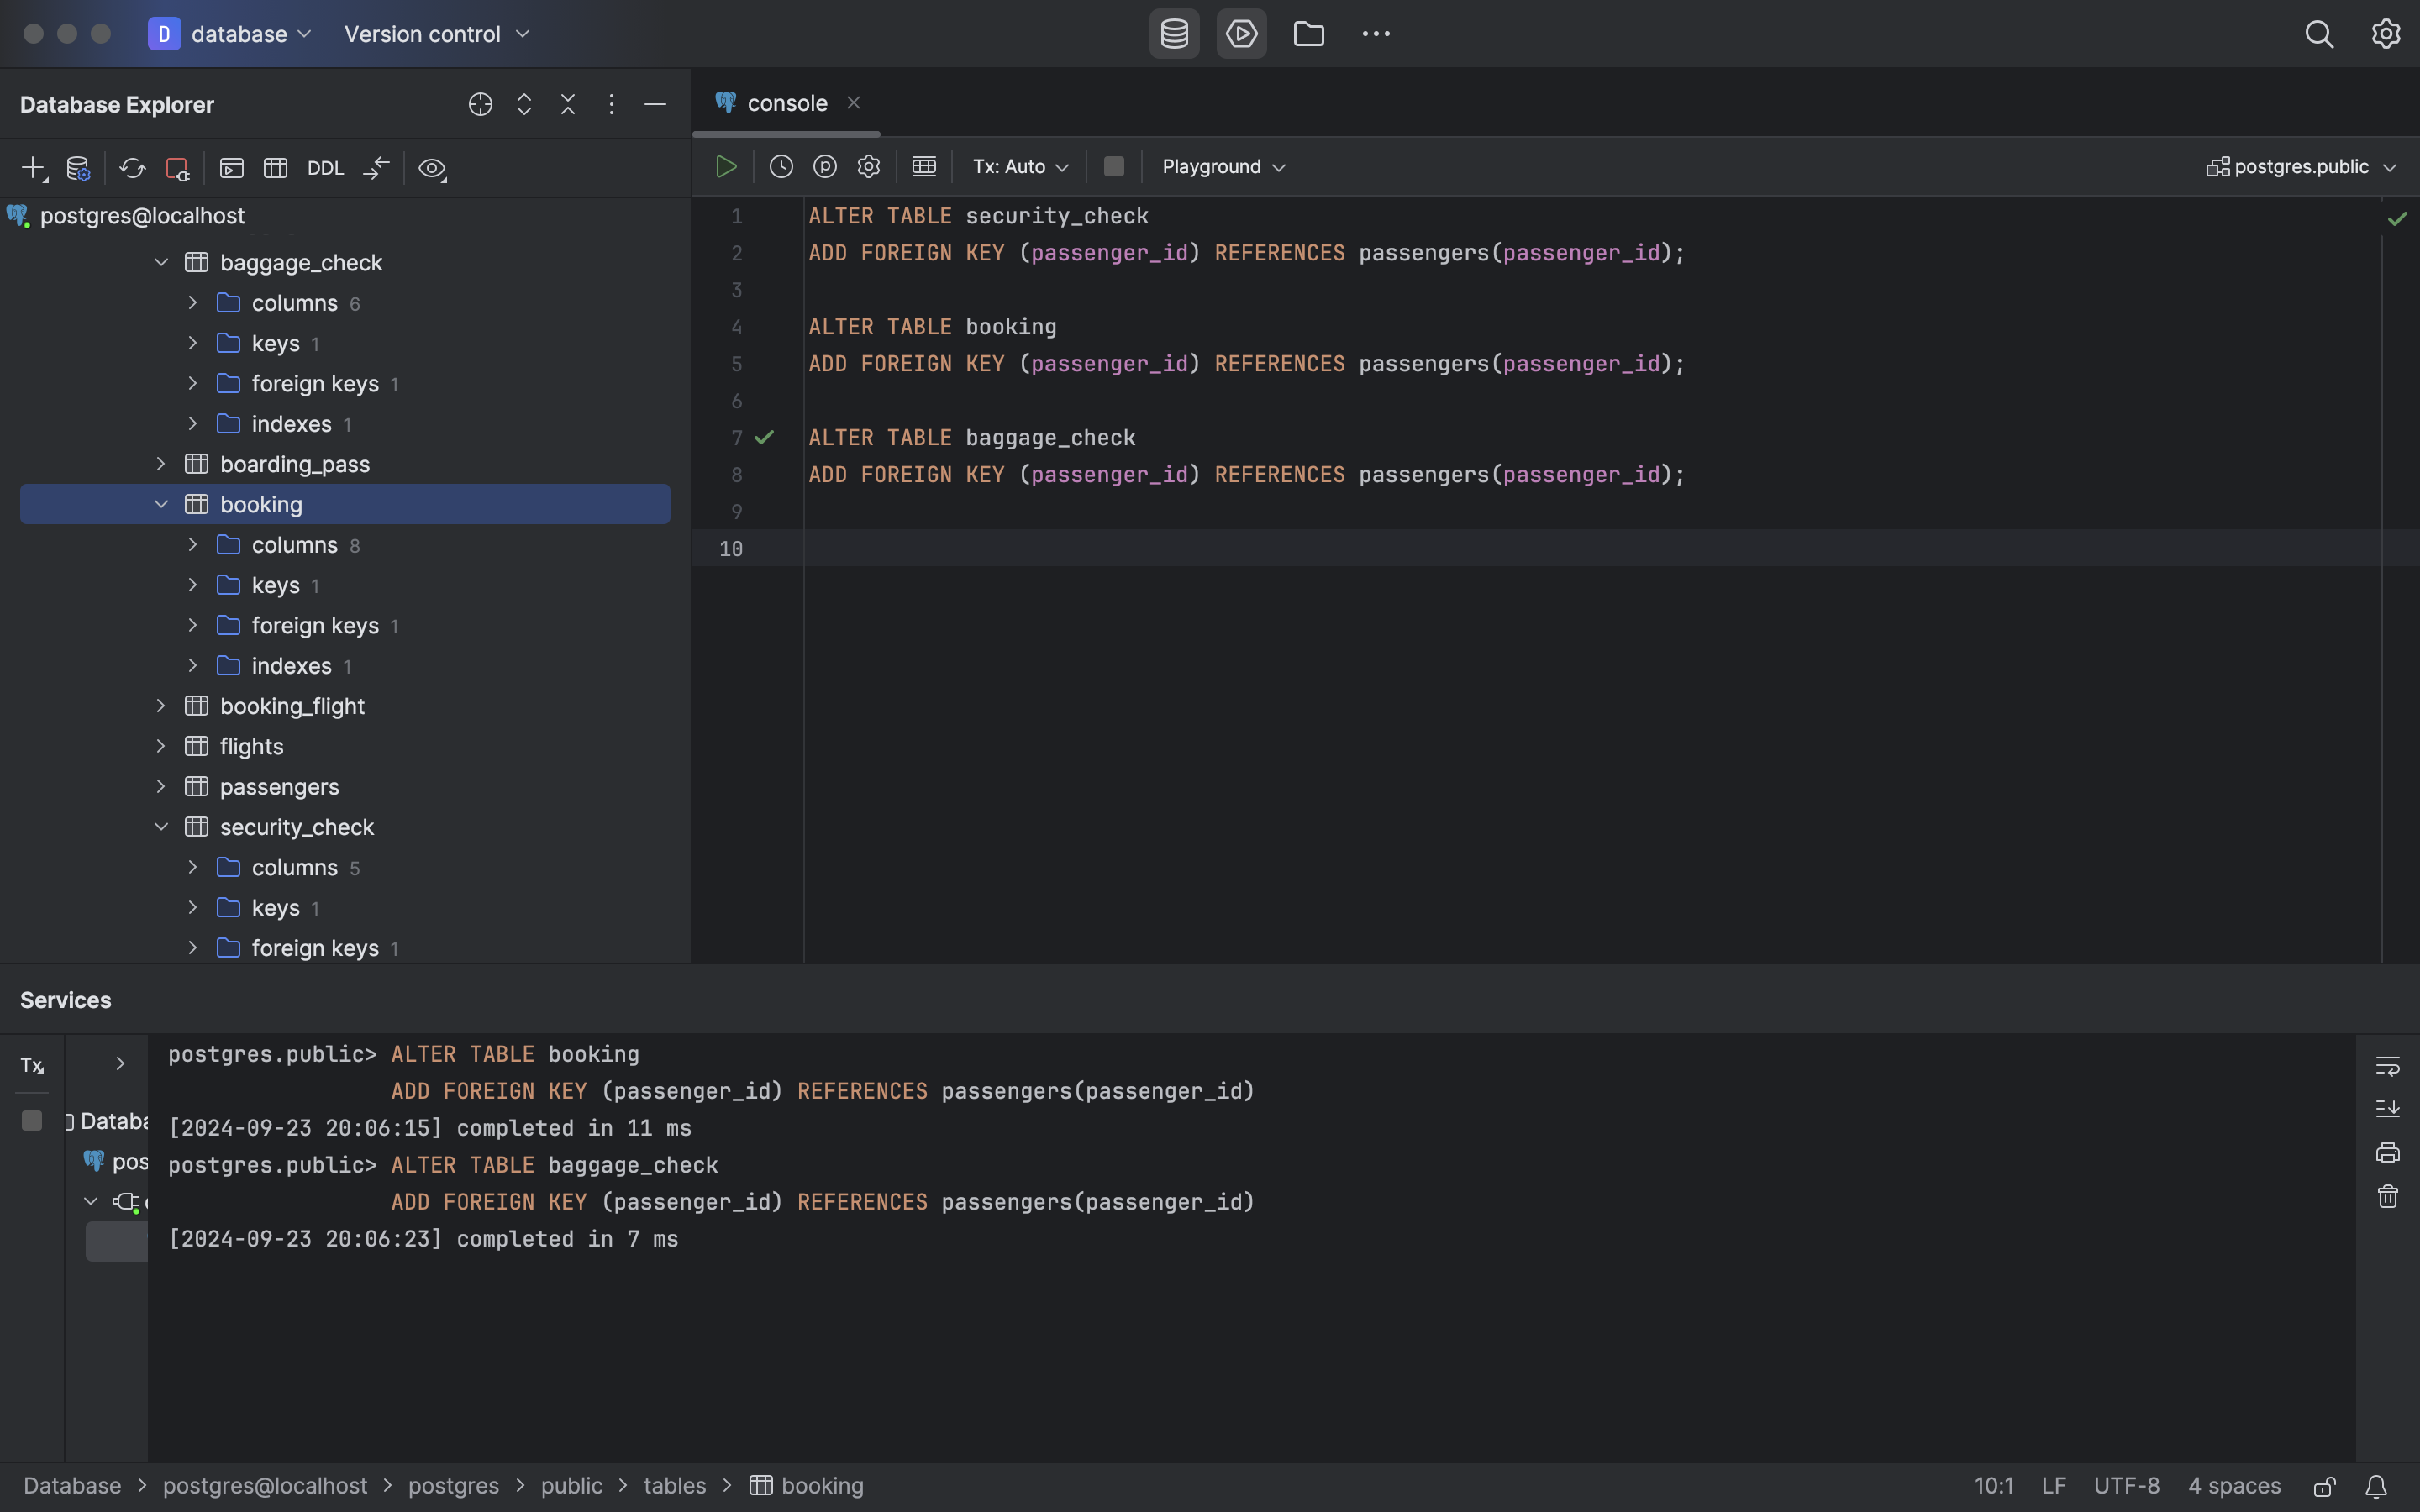 D database Version control
Database Explorer
DDL
postgres@localhost
baggage_check
columns 6
keys 1
foreign keys 1
indexes 1
boarding_pass
booking
columns 8
keys 1
foreign keys 1
indexes 1
booking_flight
flights
passengers
security_check
columns 5
keys 1
foreign keys 1
console
Tx: Auto Playground postgres.public
1 ALTER TABLE security_check
2 ADD FOREIGN KEY (passenger_id) REFERENCES passengers(passenger_id);
3
4 ALTER TABLE booking
5 ADD FOREIGN KEY (passenger_id) REFERENCES passengers(passenger_id);
6
7 ALTER TABLE baggage_check
8 ADD FOREIGN KEY (passenger_id) REFERENCES passengers(passenger_id);
9
10
Services
Tx
Databa
pos
postgres.public> ALTER TABLE booking
ADD FOREIGN KEY (passenger_id) REFERENCES passengers(passenger_id)
[2024-09-23 20:06:15] completed in 11 ms
postgres.public> ALTER TABLE baggage_check
ADD FOREIGN KEY (passenger_id) REFERENCES passengers(passenger_id)
[2024-09-23 20:06:23] completed in 7 ms
Database > postgres@localhost > postgres > public > tables > booking
10:1 LF UTF-8 4 spaces